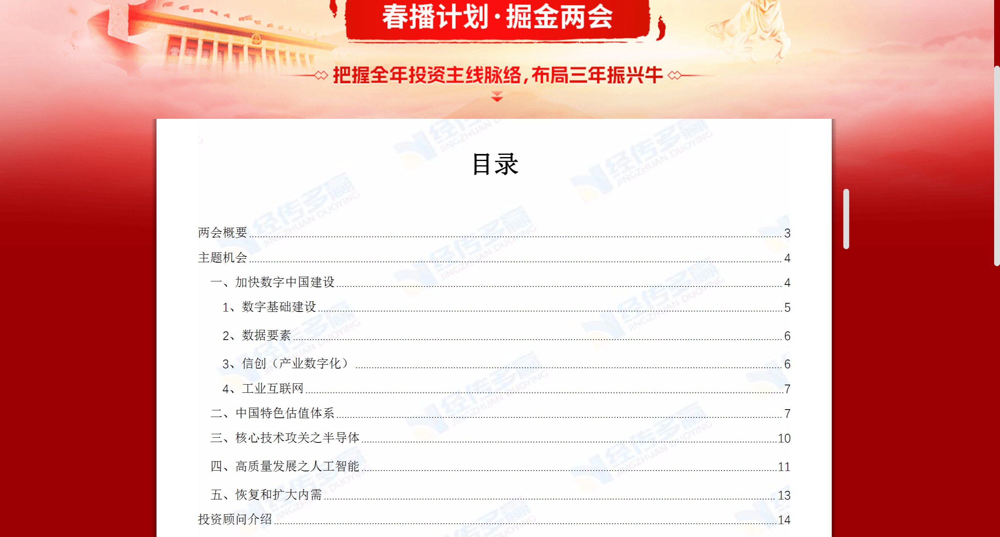 春播计划·掘金两会
把握全年投资主线脉络,布局三年振兴牛
目录
两会概要 3
主题机会 4
一、加快数字中国建设 4
1、数字基础建设 5
2、数据要素 6
3、信创（产业数字化） 6
4、工业互联网 7
二、中国特色估值体系 7
三、核心技术攻关之半导体 10
四、高质量发展之人工智能 11
五、恢复和扩大内需 13
投资顾问介绍 14
经传多赢
JINGZHUAN DUOYING